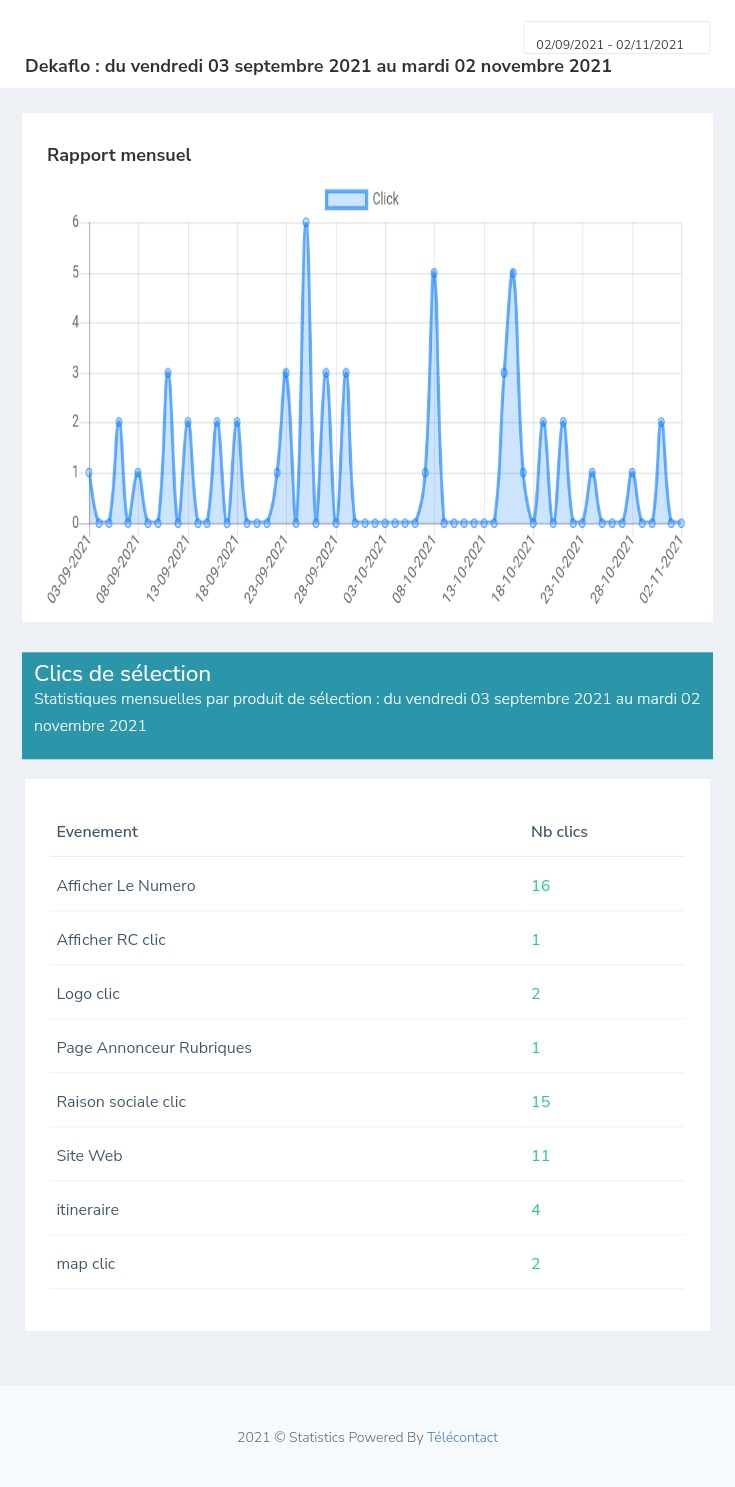 02/09/2021 - 02/11/2021
Dekaflo : du vendredi 03 septembre 2021 au mardi 02 novembre 2021
Rapport mensuel
Click
6
5
4
3
2
1
0
03-09-2021
08-09-2021
13-09-2021
18-09-2021
23-09-2021
28-09-2021
03-10-2021
08-10-2021
13-10-2021
18-10-2021
23-10-2021
28-10-2021
02-11-2021
Clics de sélection
Statistiques mensuelles par produit de sélection : du vendredi 03 septembre 2021 au mardi 02
novembre 2021
Evenement Nb clics
Afficher Le Numero 16
Afficher RC clic 1
Logo clic 2
Page Annonceur Rubriques 1
Raison sociale clic 15
Site Web 11
itineraire 4
map clic 2
2021 © Statistics Powered By Télécontact